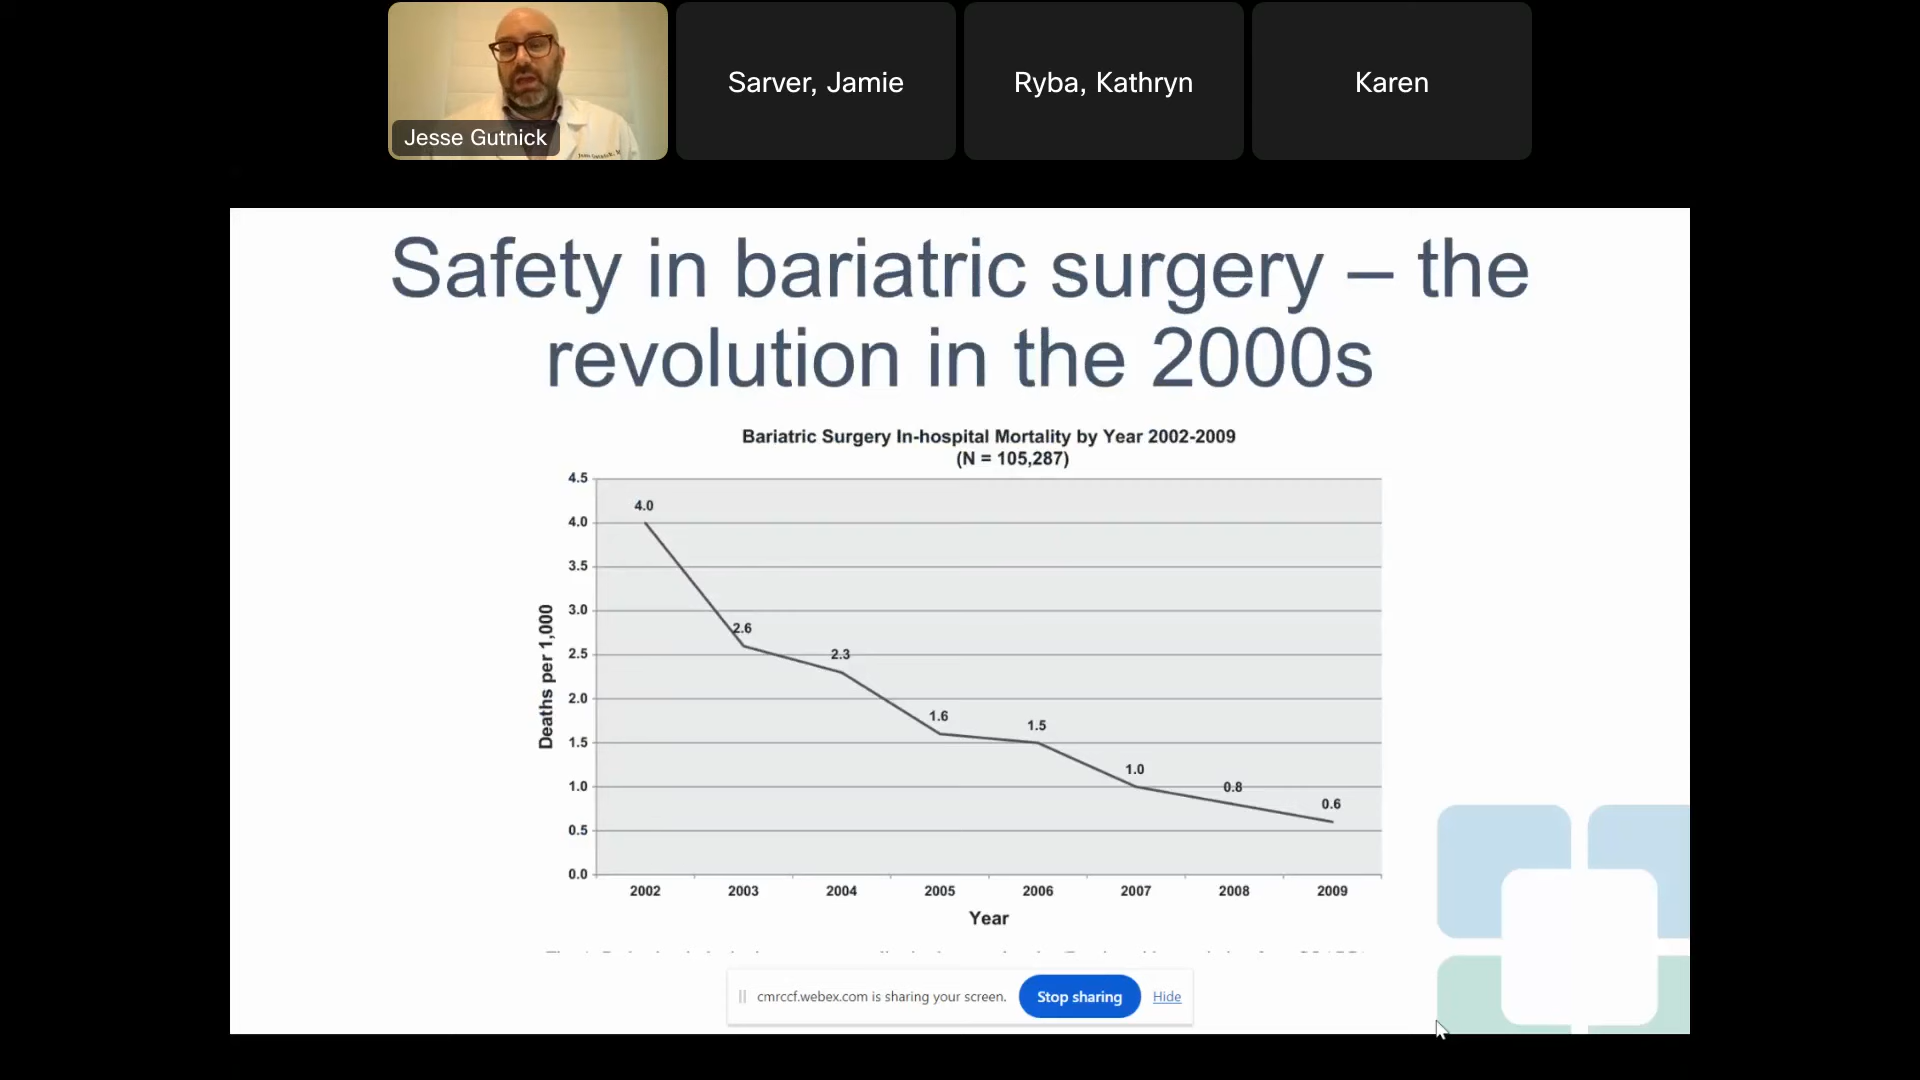 Jesse Gutnick
Sarver, Jamie
Ryba, Kathryn
Karen
Safety in bariatric surgery – the
revolution in the 2000s
Bariatric Surgery In-hospital Mortality by Year 2002-2009
(N = 105,287)
Deaths per 1,000
4.5
4.0
3.5
3.0
2.5
2.0
1.5
1.0
0.5
0.0
4.0
2.6
2.3
1.6
1.5
1.0
0.8
0.6
2002 2003 2004 2005 2006 2007 2008 2009
Year
cmrccf.webex.com is sharing your screen. Stop sharing Hide